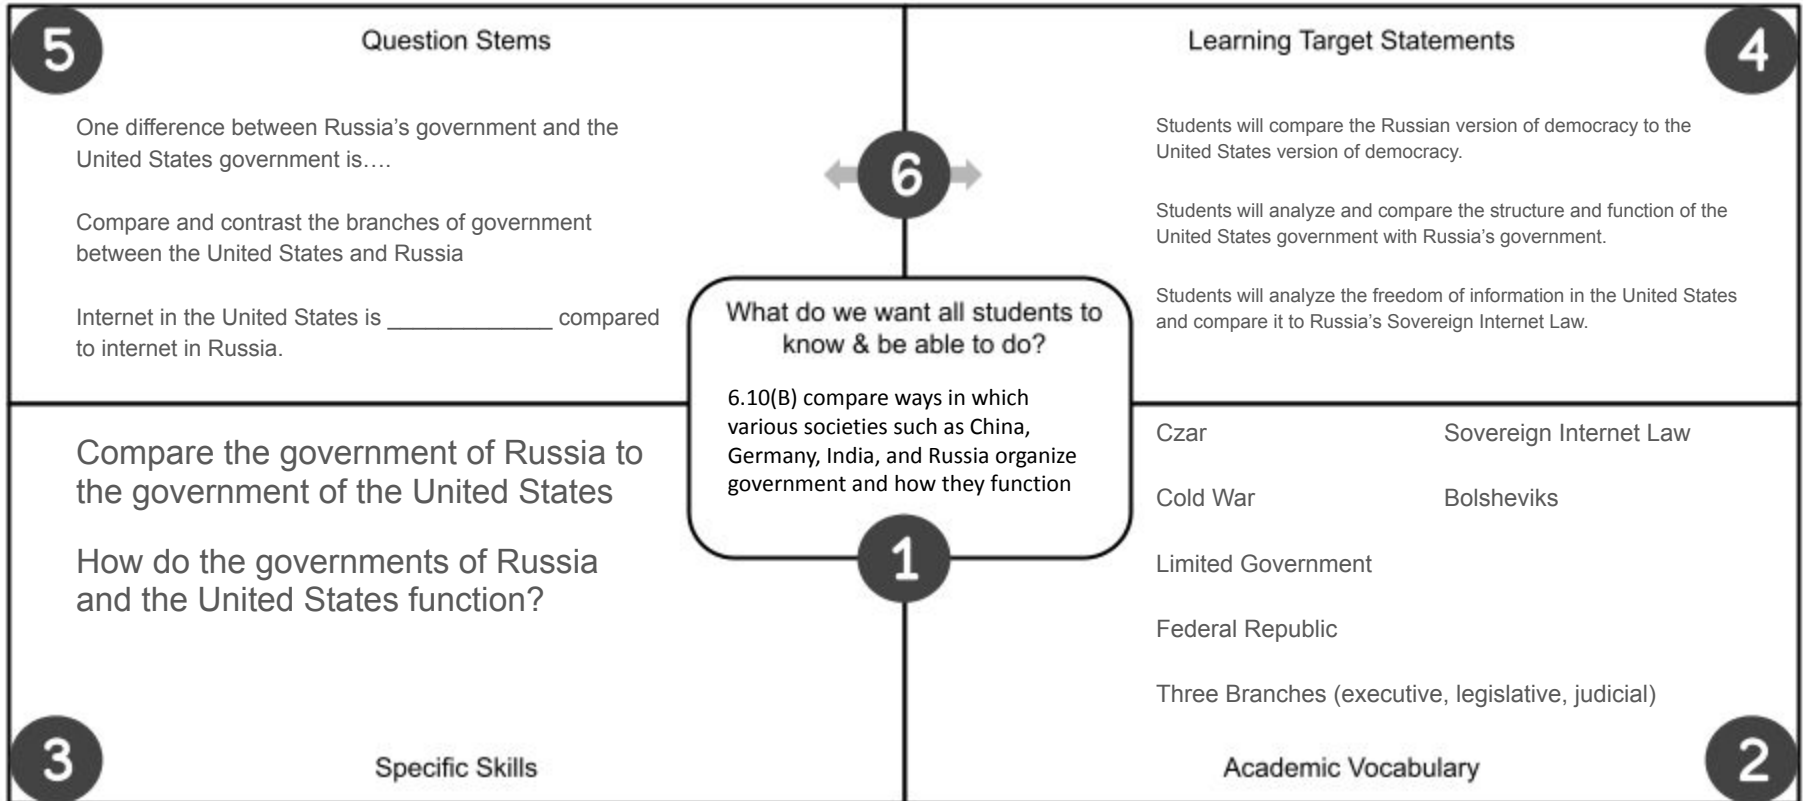 5
Question Stems
One difference between Russia's government and the
United States government is….
Compare and contrast the branches of government
between the United States and Russia
Internet in the United States is _____________ compared
to internet in Russia.
6
Learning Target Statements
4
Students will compare the Russian version of democracy to the
United States version of democracy.
Students will analyze and compare the structure and function of the
United States government with Russia's government.
Students will analyze the freedom of information in the United States
and compare it to Russia's Sovereign Internet Law.
What do we want all students to
know & be able to do?
6.10(B) compare ways in which
various societies such as China,
Germany, India, and Russia organize
government and how they function
1
Compare the government of Russia to
the government of the United States
How do the governments of Russia
and the United States function?
3
Specific Skills
Czar
Sovereign Internet Law
Cold War
Bolsheviks
Limited Government
Federal Republic
Three Branches (executive, legislative, judicial)
Academic Vocabulary
2